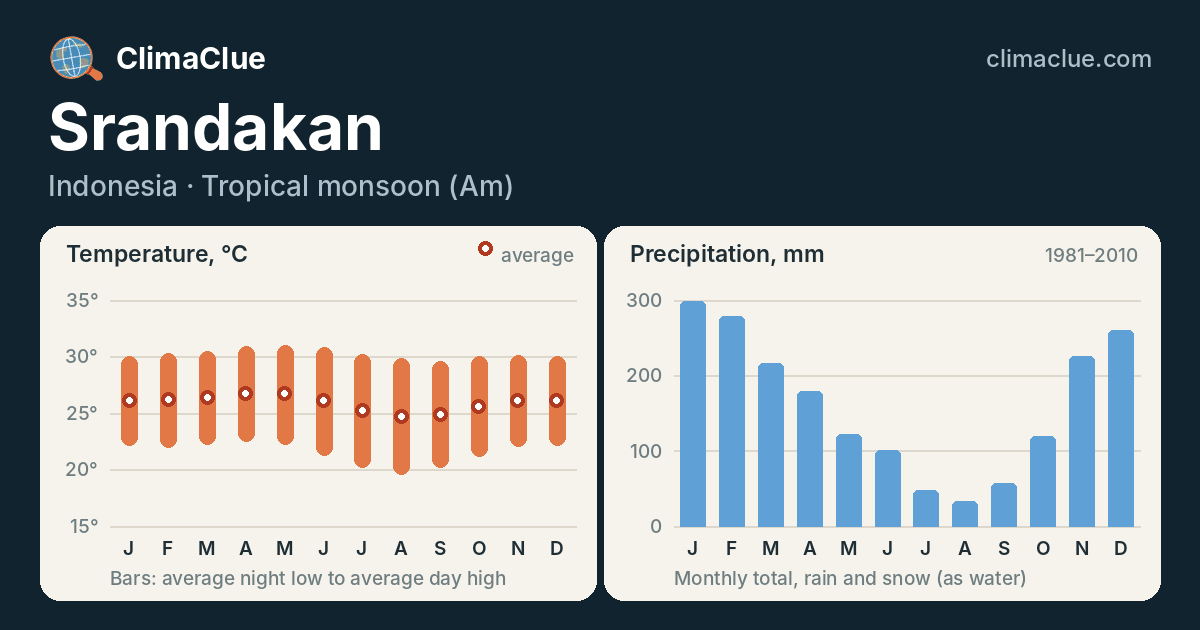 ClimaClue
climaclue.com
Srandakan
Indonesia · Tropical monsoon (Am)
Temperature, °C
average
35°
30°
25°
20°
15°
J F M A M J J A S O N D
Bars: average night low to average day high
Precipitation, mm
1981–2010
300
200
100
0
J F M A M J J A S O N D
Monthly total, rain and snow (as water)